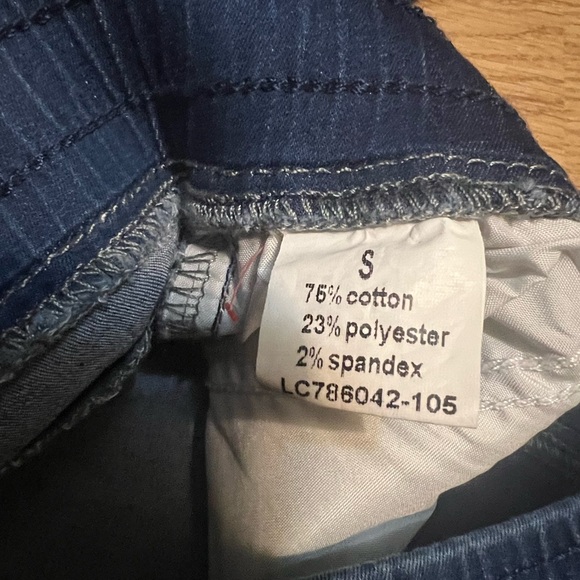 S
75% cotton
23% polyester
2% spandex
LC786042-105